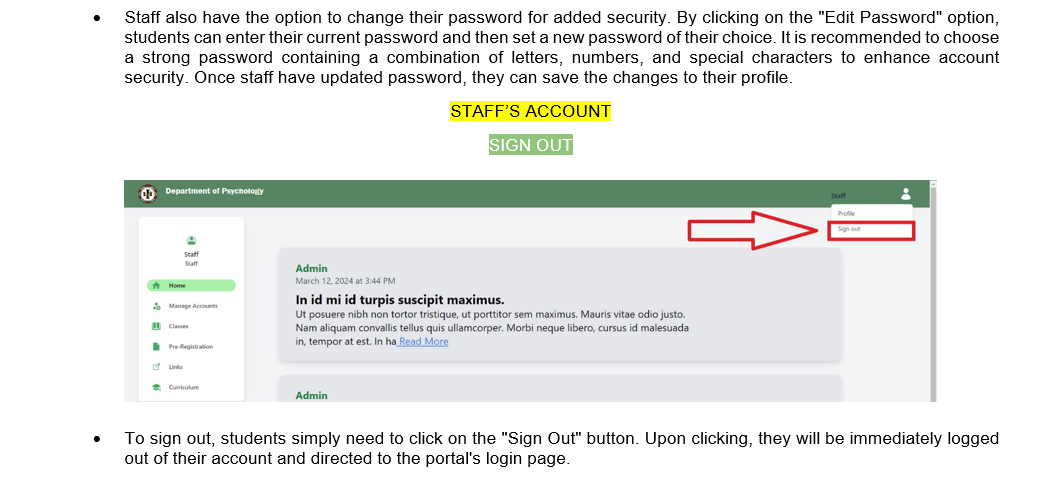 • Staff also have the option to change their password for added security. By clicking on the "Edit Password" option,
students can enter their current password and then set a new password of their choice. It is recommended to choose
a strong password containing a combination of letters, numbers, and special characters to enhance account
security. Once staff have updated password, they can save the changes to their profile.
STAFF'S ACCOUNT
SIGN OUT
Department of Psychology
Staff
Profile
Sign out
Staff
Staff
Home
Manage Accounts
Classes
Pre-Registration
Links
Curriculum
Admin
March 12, 2024 at 3:44 PM
In id mi id turpis suscipit maximus.
Ut posuere nibh non tortor tristique, ut porttitor sem maximus. Mauris vitae odio justo.
Nam aliquam convallis tellus quis ullamcorper. Morbi neque libero, cursus id malesuada
in, tempor at est. In ha Read More
Admin
• To sign out, students simply need to click on the "Sign Out" button. Upon clicking, they will be immediately logged
out of their account and directed to the portal's login page.